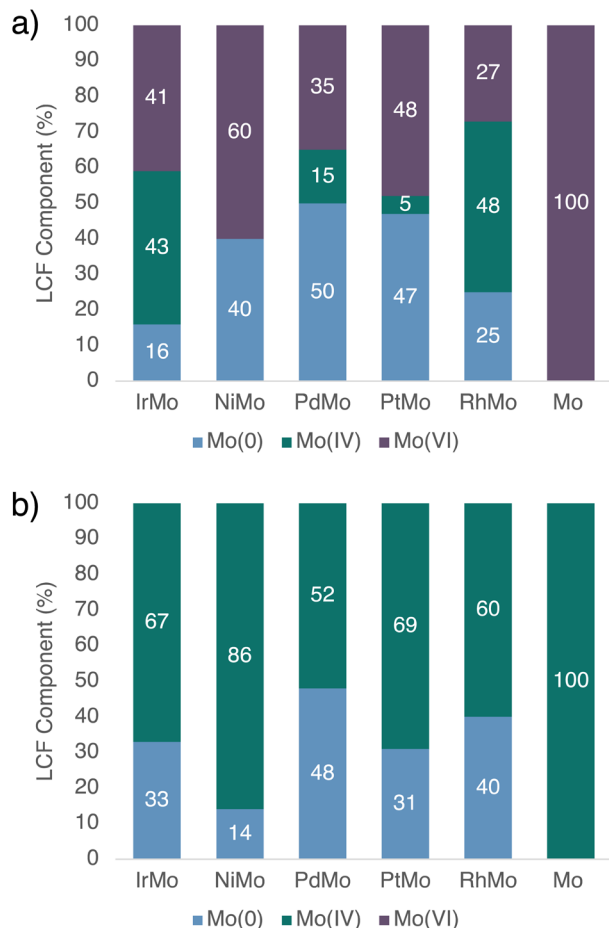 a)
LCF Component (%)
100
90
80
70
60
50
40
30
20
10
0
41 60 35 48 27 100
43 15 5 48
16 40 50 47 25
IrMo NiMo PdMo PtMo RhMo Mo
Mo(0) Mo(IV) Mo(VI)
b)
LCF Component (%)
100
90
80
70
60
50
40
30
20
10
0
67 86 52 69 60 100
33 14 48 31 40
IrMo NiMo PdMo PtMo RhMo Mo
Mo(0) Mo(IV) Mo(VI)